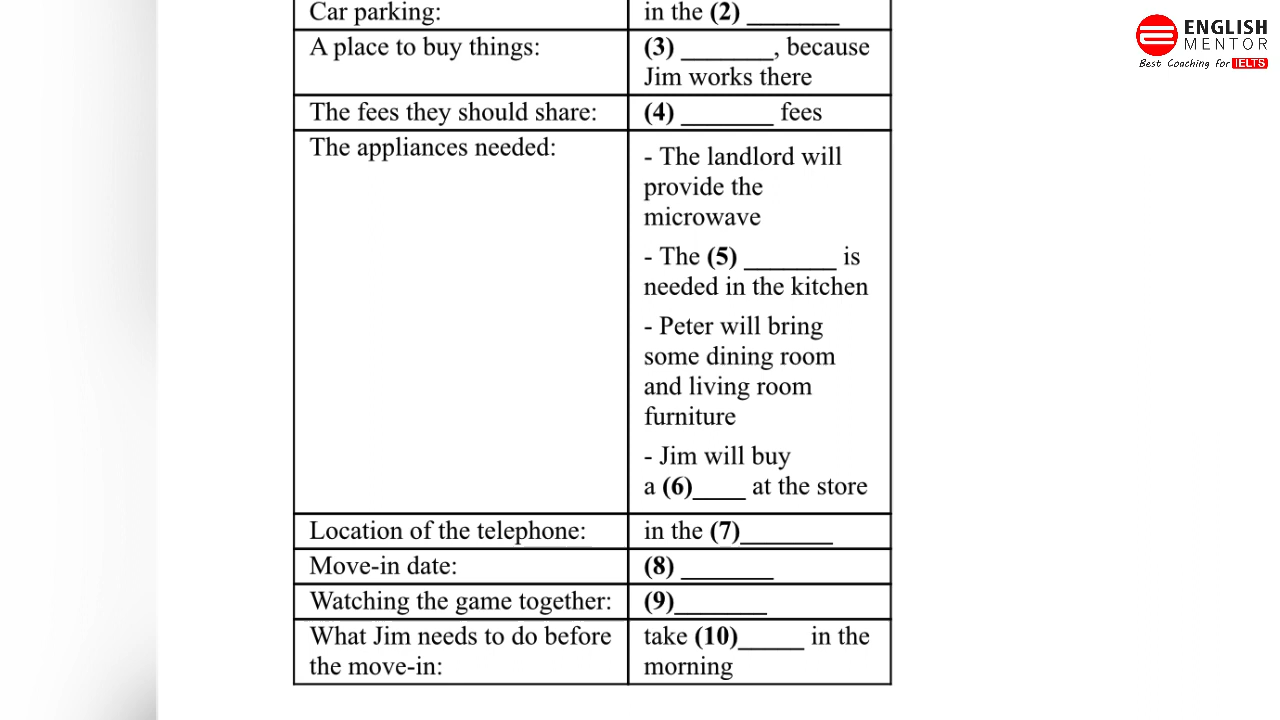 Car parking:
in the (2) _______
A place to buy things:
(3) _______, because
Jim works there
The fees they should share:
(4) _______ fees
The appliances needed:
- The landlord will
provide the
microwave
- The (5) _______ is
needed in the kitchen
- Peter will bring
some dining room
and living room
furniture
- Jim will buy
a (6)____ at the store
Location of the telephone:
in the (7)_______
Move-in date:
(8) _______
Watching the game together:
(9)_______
What Jim needs to do before
the move-in:
take (10)_____ in the
morning
ENGLISH
MENTOR
Best Coaching for IELTS